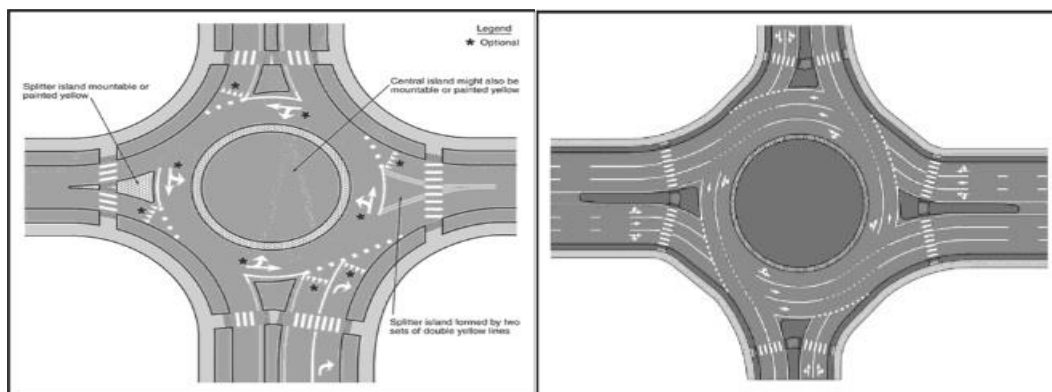 Legend
* Optional
Splitter island mountable or
painted yellow
Central island might also be
mountable or painted yellow
Splitter island formed by two
sets of double yellow lines